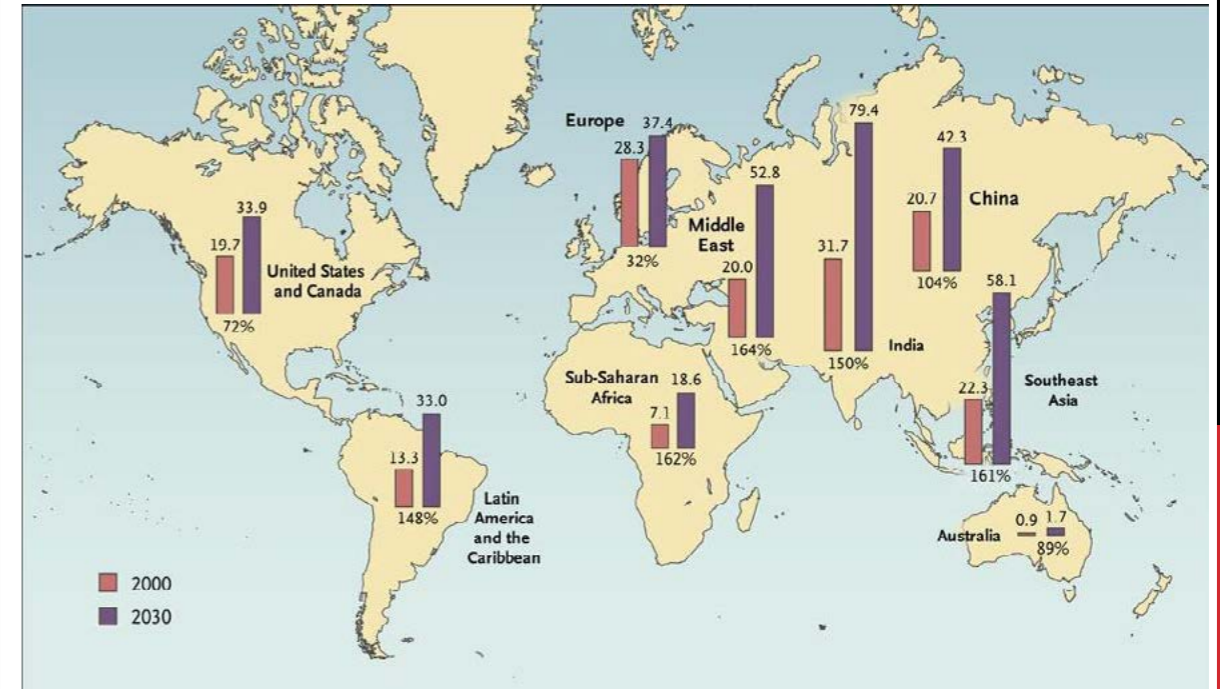 Europe
28.3
37.4
32%
79.4
42.3
20.7
China
104%
52.8
Middle
East
20.0
164%
31.7
150%
India
33.9
19.7
United States
and Canada
72%
58.1
22.3
Southeast
Asia
161%
Sub-Saharan
Africa
18.6
7.1
162%
33.0
13.3
148%
Latin
America
and the
Caribbean
Australia
0.9
1.7
89%
2000
2030